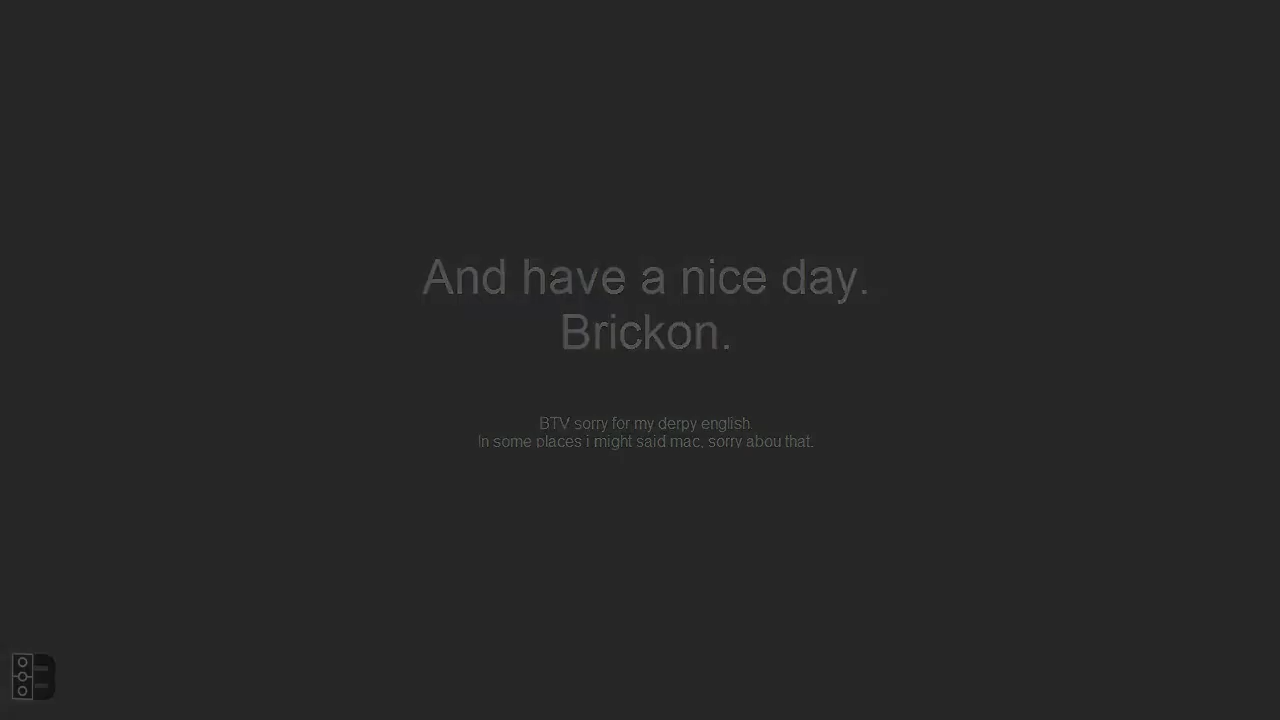 And have a nice day.
Brickon.
BTV sorry for my derpy english.
In some places i might said mac, sorry abou that.